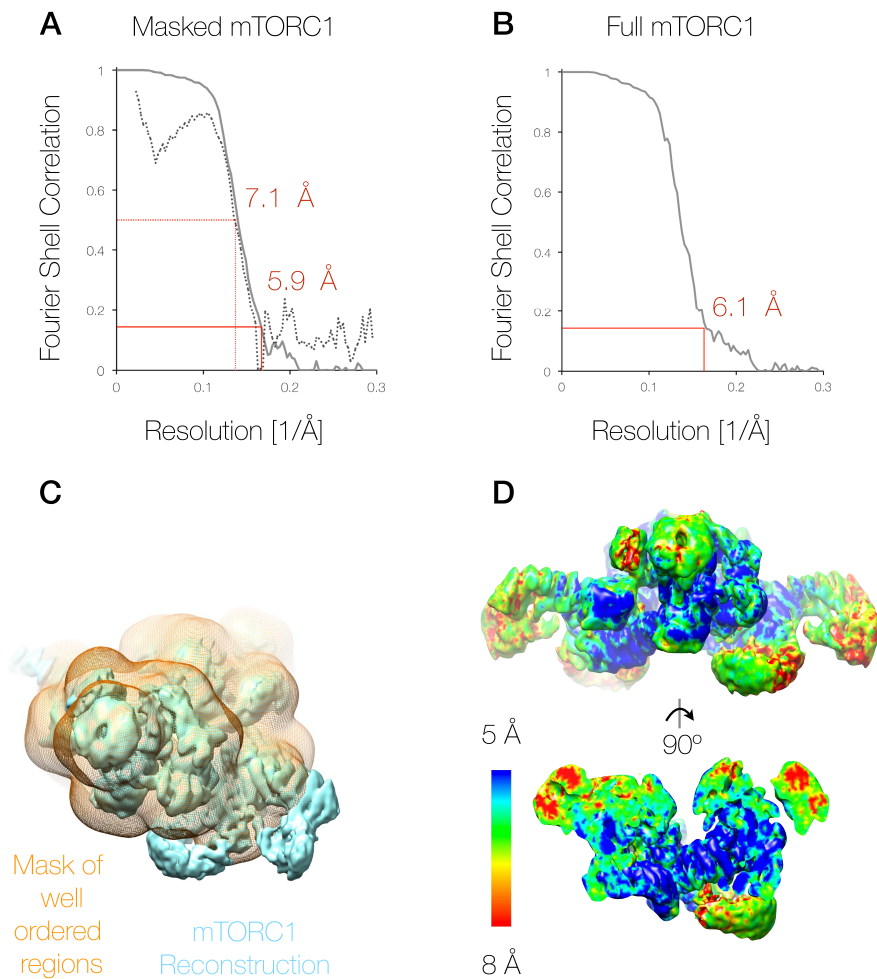 A
Masked mTORC1
Fourier Shell Correlation
1
0.8
0.6
0.4
0.2
0
7.1 Å
5.9 Å
0
0.1
0.2
0.3
Resolution [1/Å]
B
Full mTORC1
Fourier Shell Correlation
1
0.8
0.6
0.4
0.2
0
6.1 Å
0
0.1
0.2
0.3
Resolution [1/Å]
C
Mask of
well
ordered
regions
mTORC1
Reconstruction
D
5 Å
90º
8 Å